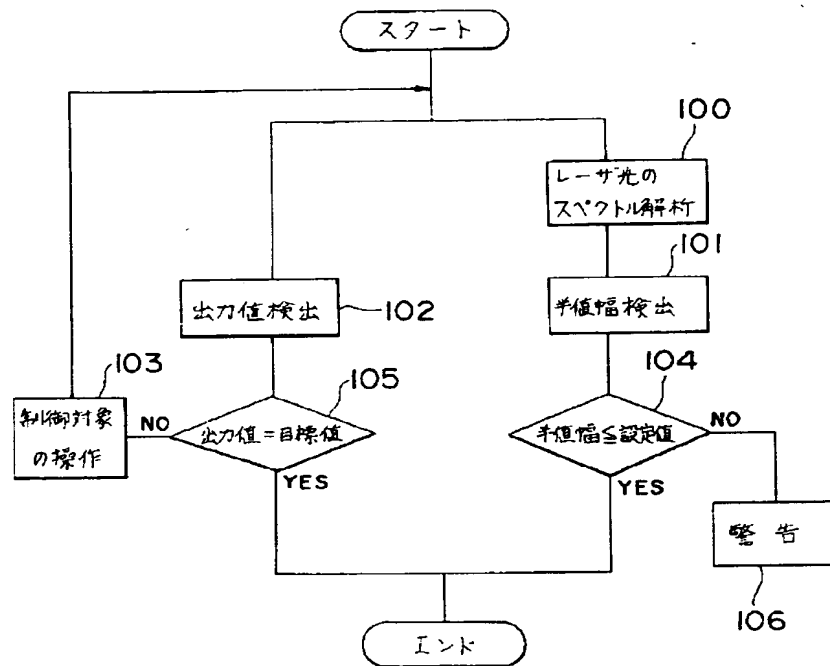 スタート
100
レーザ光の
スペクトル解析
101
出力値検出
102
半値幅検出
103
105
104
制御対象
の操作
NO
出力値=目標値
半値幅≦設定値
NO
YES
YES
警告
106
エンド